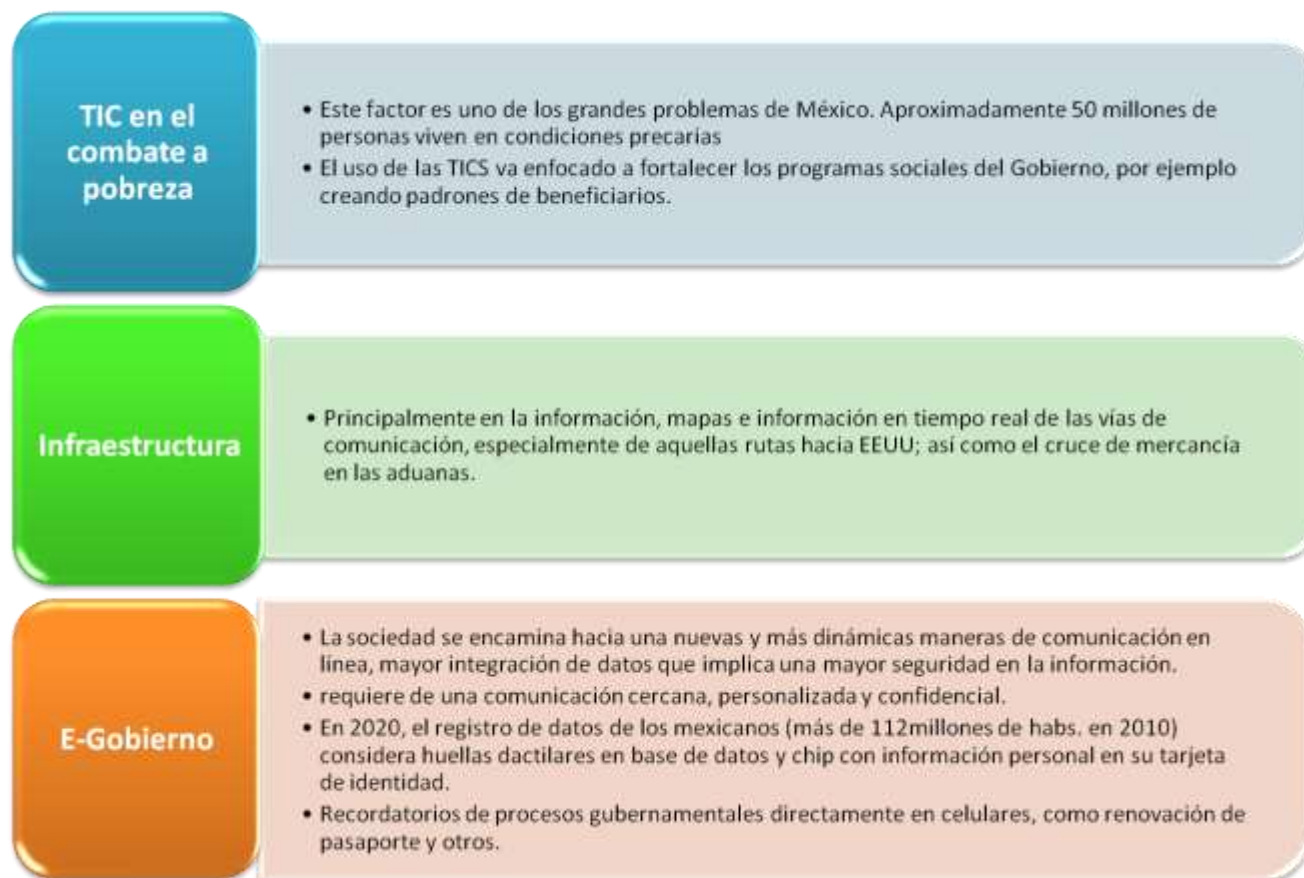 TIC en el
combate a
pobreza
• Este factor es uno de los grandes problemas de México. Aproximadamente 50 millones de
personas viven en condiciones precarias
• El uso de las TICS va enfocado a fortalecer los programas sociales del Gobierno, por ejemplo
creando padrones de beneficiarios.
Infraestructura
• Principalmente en la información, mapas e información en tiempo real de las vías de
comunicación, especialmente de aquellas rutas hacia EEUU; así como el cruce de mercancía
en las aduanas.
E-Gobierno
• La sociedad se encamina hacia una nuevas y más dinámicas maneras de comunicación en
línea, mayor integración de datos que implica una mayor seguridad en la información.
• requiere de una comunicación cercana, personalizada y confidencial.
• En 2020, el registro de datos de los mexicanos (más de 112millones de habs. en 2010)
considera huellas dactilares en base de datos y chip con información personal en su tarjeta
de identidad.
• Recordatorios de procesos gubernamentales directamente en celulares, como renovación de
pasaporte y otros.